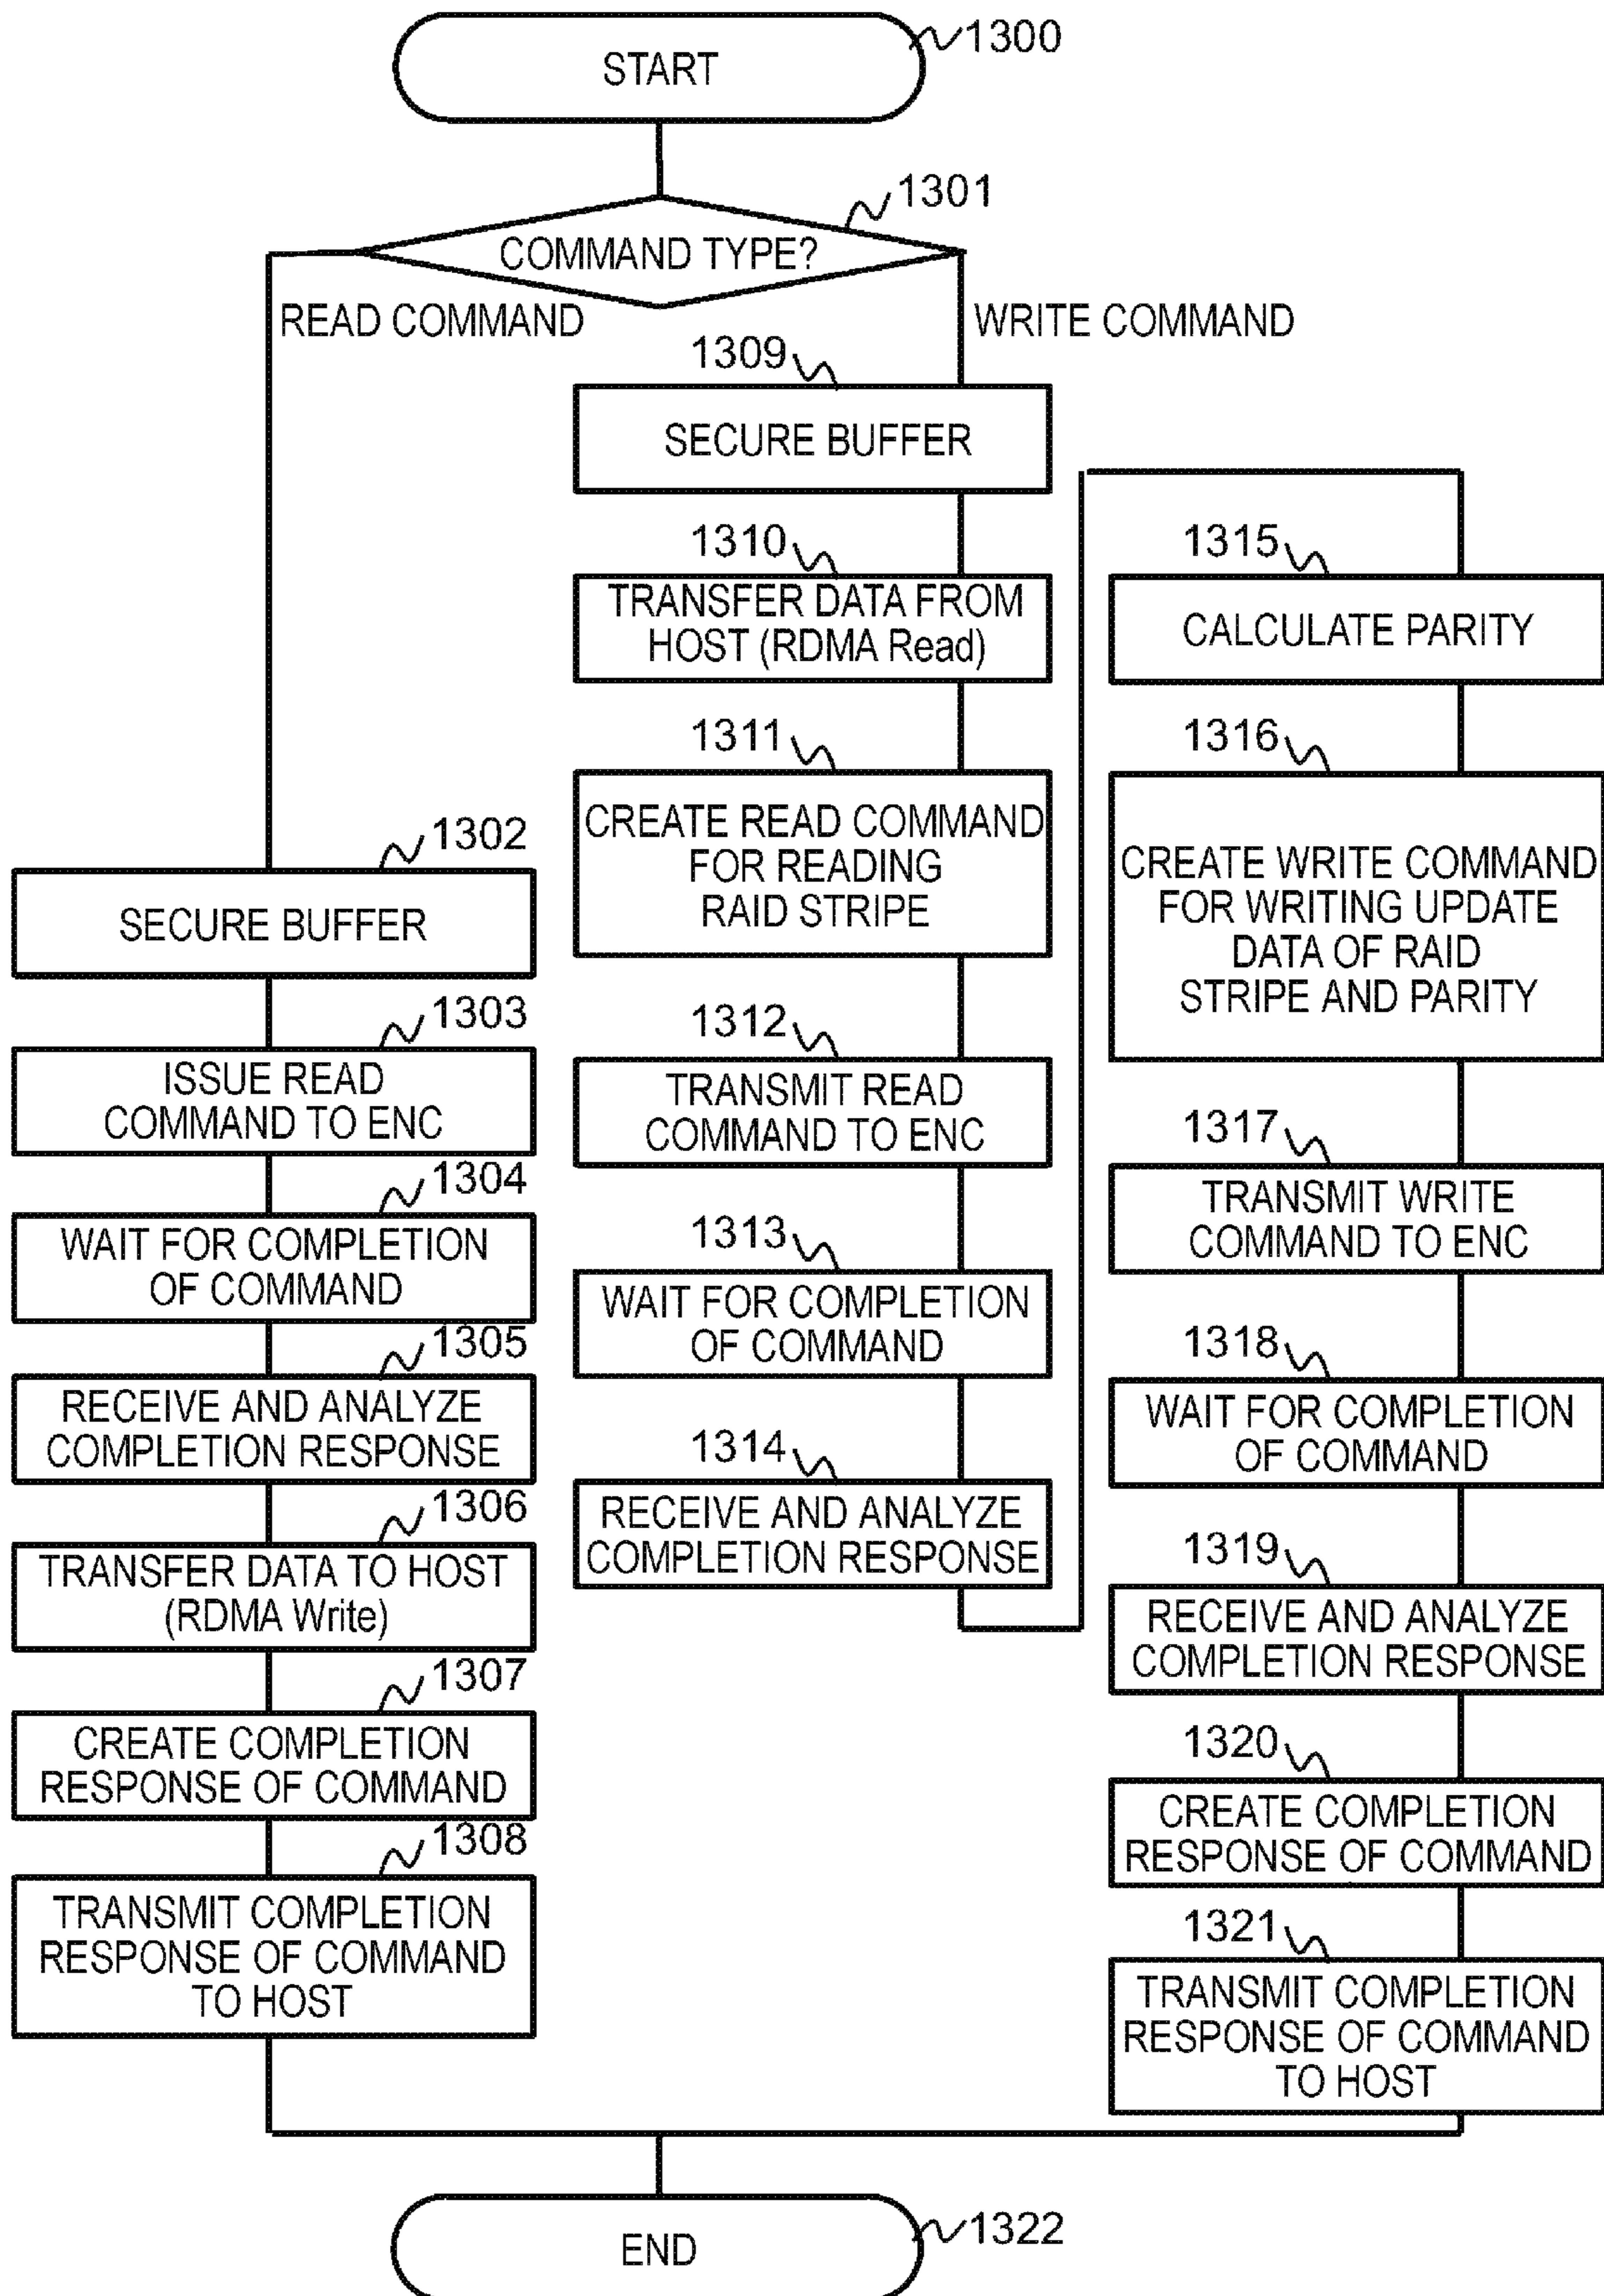 1300
START
1301
COMMAND TYPE?
READ COMMAND
WRITE COMMAND
1302
SECURE BUFFER
1303
ISSUE READ
COMMAND TO ENC
1304
WAIT FOR COMPLETION
OF COMMAND
1305
RECEIVE AND ANALYZE
COMPLETION RESPONSE
1306
TRANSFER DATA TO HOST
(RDMA Write)
1307
CREATE COMPLETION
RESPONSE OF COMMAND
1308
TRANSMIT COMPLETION
RESPONSE OF COMMAND
TO HOST
1309
SECURE BUFFER
1310
TRANSFER DATA FROM
HOST (RDMA Read)
1311
CREATE READ COMMAND
FOR READING
RAID STRIPE
1312
TRANSMIT READ
COMMAND TO ENC
1313
WAIT FOR COMPLETION
OF COMMAND
1314
RECEIVE AND ANALYZE
COMPLETION RESPONSE
1315
CALCULATE PARITY
1316
CREATE WRITE COMMAND
FOR WRITING UPDATE
DATA OF RAID
STRIPE AND PARITY
1317
TRANSMIT WRITE
COMMAND TO ENC
1318
WAIT FOR COMPLETION
OF COMMAND
1319
RECEIVE AND ANALYZE
COMPLETION RESPONSE
1320
CREATE COMPLETION
RESPONSE OF COMMAND
1321
TRANSMIT COMPLETION
RESPONSE OF COMMAND
TO HOST
END
1322